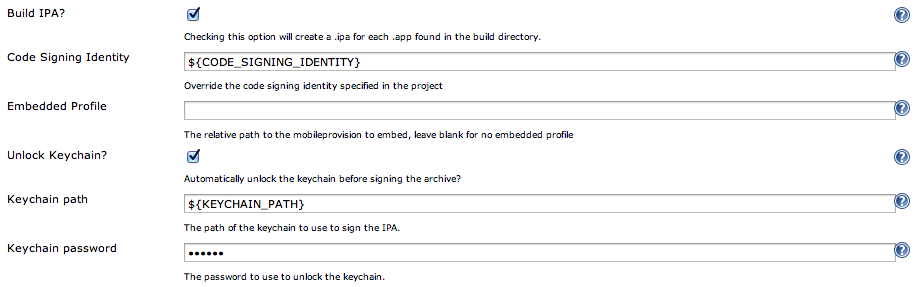 Build IPA?
Checking this option will create a .ipa for each .app found in the build directory.
Code Signing Identity
${CODE_SIGNING_IDENTITY}
Override the code signing identity specified in the project
Embedded Profile
The relative path to the mobileprovision to embed, leave blank for no embedded profile
Unlock Keychain?
Automatically unlock the keychain before signing the archive?
Keychain path
${KEYCHAIN_PATH}
The path of the keychain to use to sign the IPA.
Keychain password
••••••
The password to use to unlock the keychain.